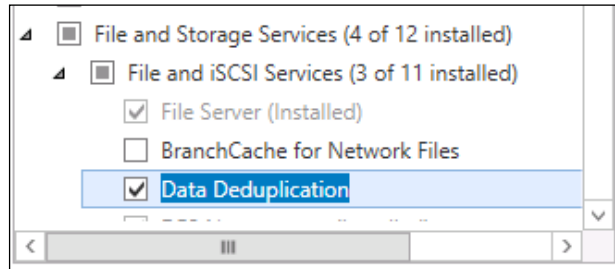 File and Storage Services (4 of 12 installed)
File and iSCSI Services (3 of 11 installed)
File Server (Installed)
BranchCache for Network Files
Data Deduplication